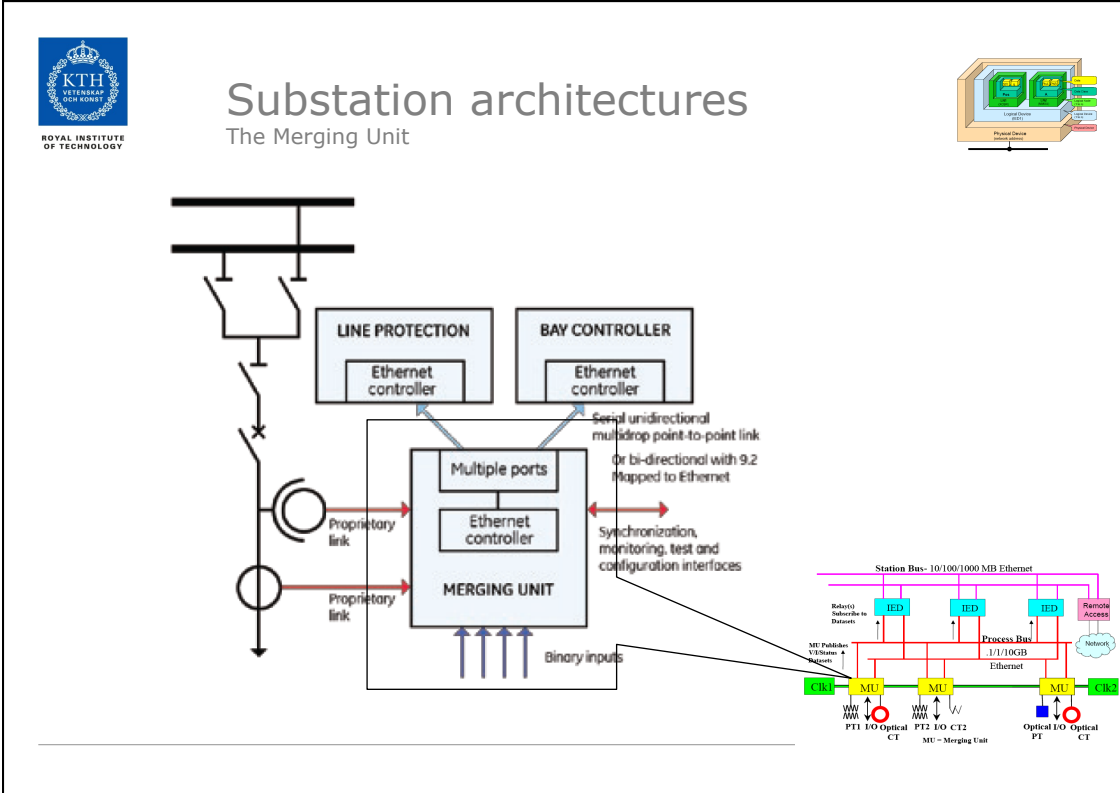 KTH
VETENSKAP
OCH KONST
ROYAL INSTITUTE
OF TECHNOLOGY
Substation architectures
The Merging Unit
Logical Device
(IED1)
Physical Device
(network address)
LINE PROTECTION
Ethernet
controller
BAY CONTROLLER
Ethernet
controller
Serial unidirectional
multidrop point-to-point link
Or bi-directional with 9.2
Mapped to Ethernet
Multiple ports
Ethernet
controller
MERGING UNIT
Proprietary
link
Proprietary
link
Synchronization,
monitoring, test and
configuration interfaces
Binary inputs
Station Bus- 10/100/1000 MB Ethernet
Relay(s)
Subscribe to
Datasets
IED
IED
IED
Remote
Access
Network
MU Publishes
V/I/Status
Datasets
Process Bus
.1/1/10GB
Ethernet
Clk1
MU
MU
MU
Clk2
PT1 I/O Optical
CT
PT2 I/O CT2
Optical I/O Optical
PT CT
MU = Merging Unit